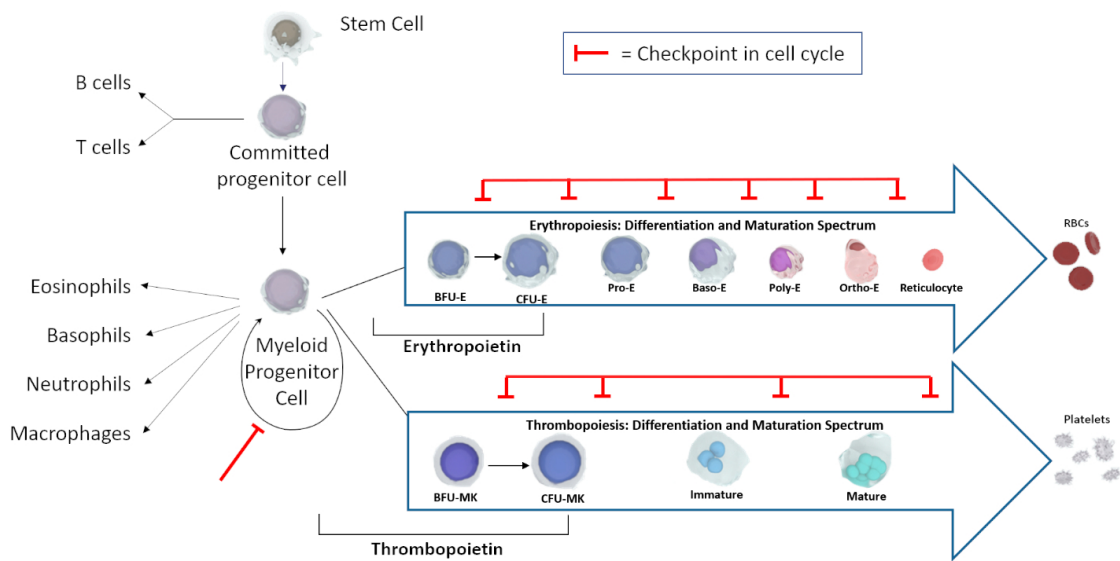 Stem Cell
= Checkpoint in cell cycle
B cells
T cells
Committed
progenitor cell
Erythropoiesis: Differentiation and Maturation Spectrum
RBCs
BFU-E
CFU-E
Pro-E
Baso-E
Poly-E
Ortho-E
Reticulocyte
Eosinophils
Basophils
Neutrophils
Macrophages
Myeloid
Progenitor
Cell
Erythropoietin
Thrombopoiesis: Differentiation and Maturation Spectrum
Platelets
BFU-MK
CFU-MK
Immature
Mature
Thrombopoietin